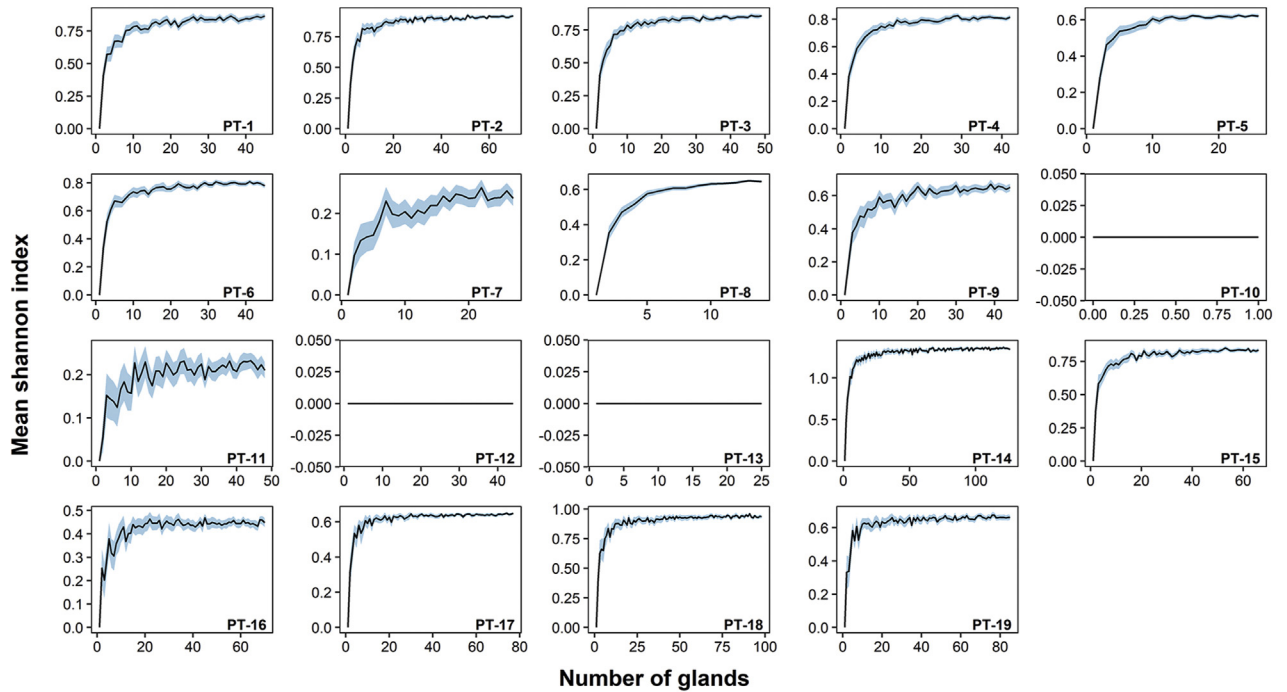 Mean shannon index
0.75
0.50
0.25
0.00
0 10 20 30 40
PT-1
0.75
0.50
0.25
0.00
0 20 40 60
PT-2
0.75
0.50
0.25
0.00
0 10 20 30 40 50
PT-3
0.8
0.6
0.4
0.2
0.0
0 10 20 30 40
PT-4
0.6
0.4
0.2
0.0
0 10 20
PT-5
0.8
0.6
0.4
0.2
0.0
0 10 20 30 40
PT-6
0.2
0.1
0.0
0 10 20
PT-7
0.6
0.4
0.2
0.0
5 10
PT-8
0.6
0.4
0.2
0.0
0 10 20 30 40
PT-9
0.050
0.025
0.000
-0.025
-0.050
0.00 0.25 0.50 0.75 1.00
PT-10
0.2
0.1
0.0
0 10 20 30 40 50
PT-11
0.050
0.025
0.000
-0.025
-0.050
0 10 20 30 40
PT-12
0.050
0.025
0.000
-0.025
-0.050
0 5 10 15 20 25
PT-13
1.0
0.5
0.0
0 50 100
PT-14
0.75
0.50
0.25
0.00
0 20 40 60
PT-15
0.5
0.4
0.3
0.2
0.1
0.0
0 20 40 60
PT-16
0.6
0.4
0.2
0.0
0 20 40 60 80
PT-17
1.00
0.75
0.50
0.25
0.00
0 25 50 75 100
PT-18
0.6
0.4
0.2
0.0
0 20 40 60 80
PT-19
Number of glands